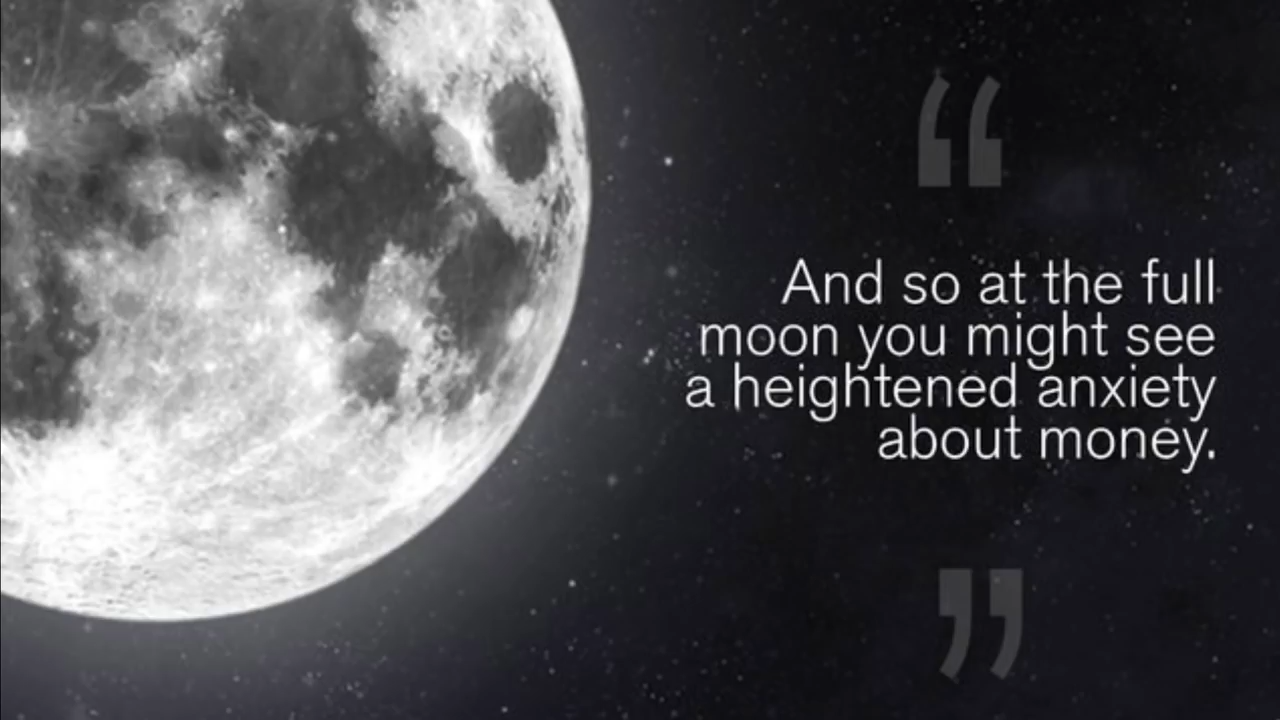 “
And so at the full
moon you might see
a heightened anxiety
about money.
”